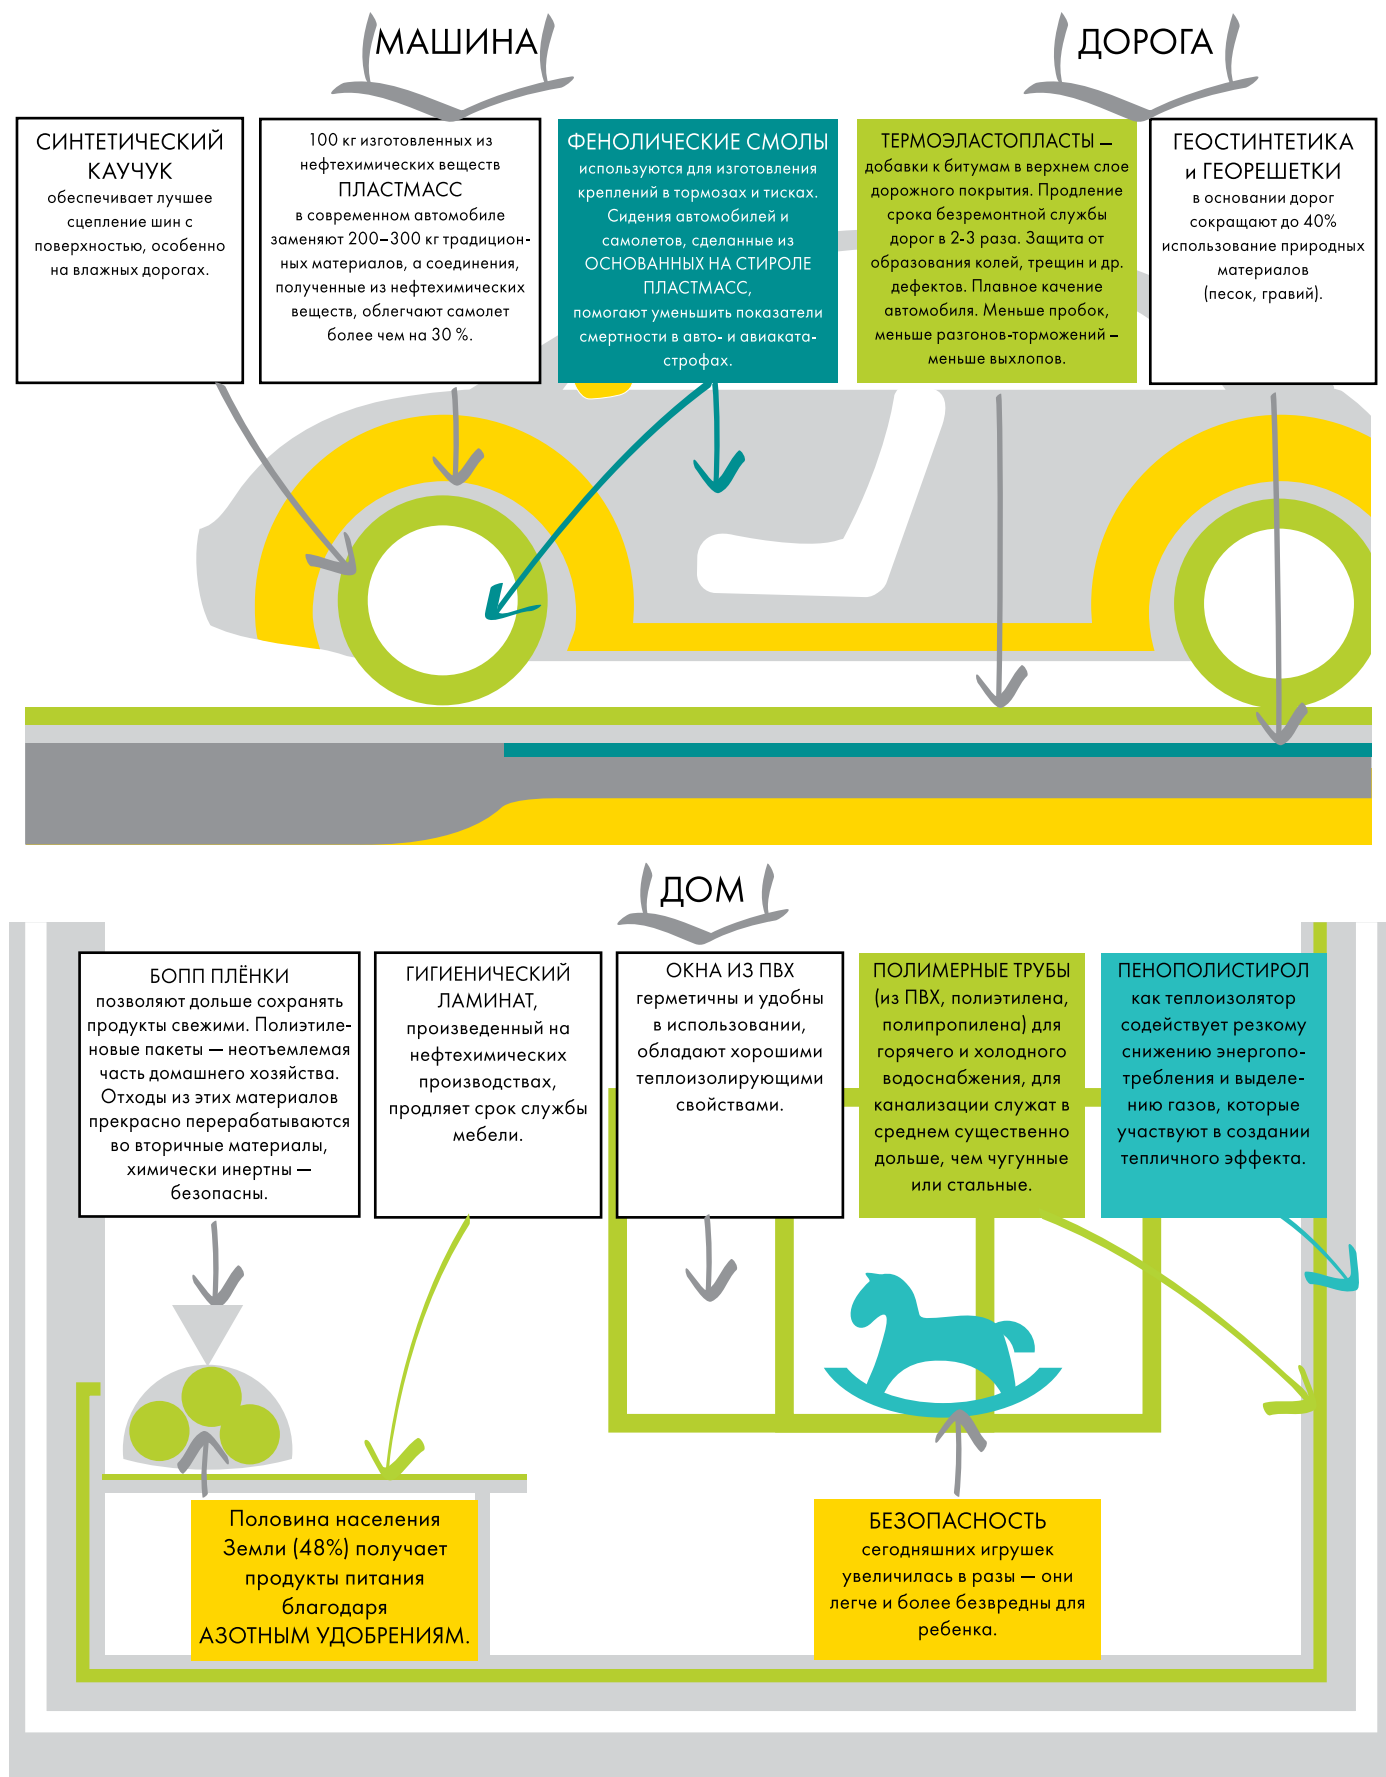 МАШИНА
СИНТЕТИЧЕСКИЙ
КАУЧУК
обеспечивает лучшее
сцепление шин с
поверхностью, особенно
на влажных дорогах.
100 кг изготовленных из
нефтехимических веществ
ПЛАСТМАСС
в современном автомобиле
заменяют 200–300 кг традицион-
ных материалов, а соединения,
полученные из нефтехимических
веществ, облегчают самолет
более чем на 30 %.
ФЕНОЛИЧЕСКИЕ СМОЛЫ
используются для изготовления
креплений в тормозах и тисках.
Сидения автомобилей и
самолетов, сделанные из
ОСНОВАННЫХ НА СТИРОЛЕ
ПЛАСТМАСС,
помогают уменьшить показатели
смертности в авто- и авиаката-
строфах.
ДОРОГА
ТЕРМОЭЛАСТОПЛАСТЫ —
добавки к битумам в верхнем слое
дорожного покрытия. Продление
срока безремонтной службы
дорог в 2-3 раза. Защита от
образования колей, трещин и др.
дефектов. Плавное качение
автомобиля. Меньше пробок,
меньше разгонов-торможений –
меньше выхлопов.
ГЕОСТИНТЕТИКА
и ГЕОРЕШЕТКИ
в основании дорог
сокращают до 40%
использование природных
материалов
(песок, гравий).
ДОМ
БОПП ПЛЁНКИ
позволяют дольше сохранять
продукты свежими. Полиэтиле-
новые пакеты — неотъемлемая
часть домашнего хозяйства.
Отходы из этих материалов
прекрасно перерабатываются
во вторичные материалы,
химически инертны —
безопасны.
ГИГИЕНИЧЕСКИЙ
ЛАМИНАТ,
произведенный на
нефтехимических
производствах,
продляет срок службы
мебели.
ОКНА ИЗ ПВХ
герметичны и удобны
в использовании,
обладают хорошими
теплоизолирующими
свойствами.
ПОЛИМЕРНЫЕ ТРУБЫ
(из ПВХ, полиэтилена,
полипропилена) для
горячего и холодного
водоснабжения, для
канализации служат в
среднем существенно
дольше, чем чугунные
или стальные.
ПЕНОПОЛИСТИРОЛ
как теплоизолятор
содействует резкому
снижению энергопо-
требления и выделе-
нию газов, которые
участвуют в создании
тепличного эффекта.
Половина населения
Земли (48%) получает
продукты питания
благодаря
АЗОТНЫМ УДОБРЕНИЯМ.
БЕЗОПАСНОСТЬ
сегодняшних игрушек
увеличилась в разы — они
легче и более безвредны для
ребенка.